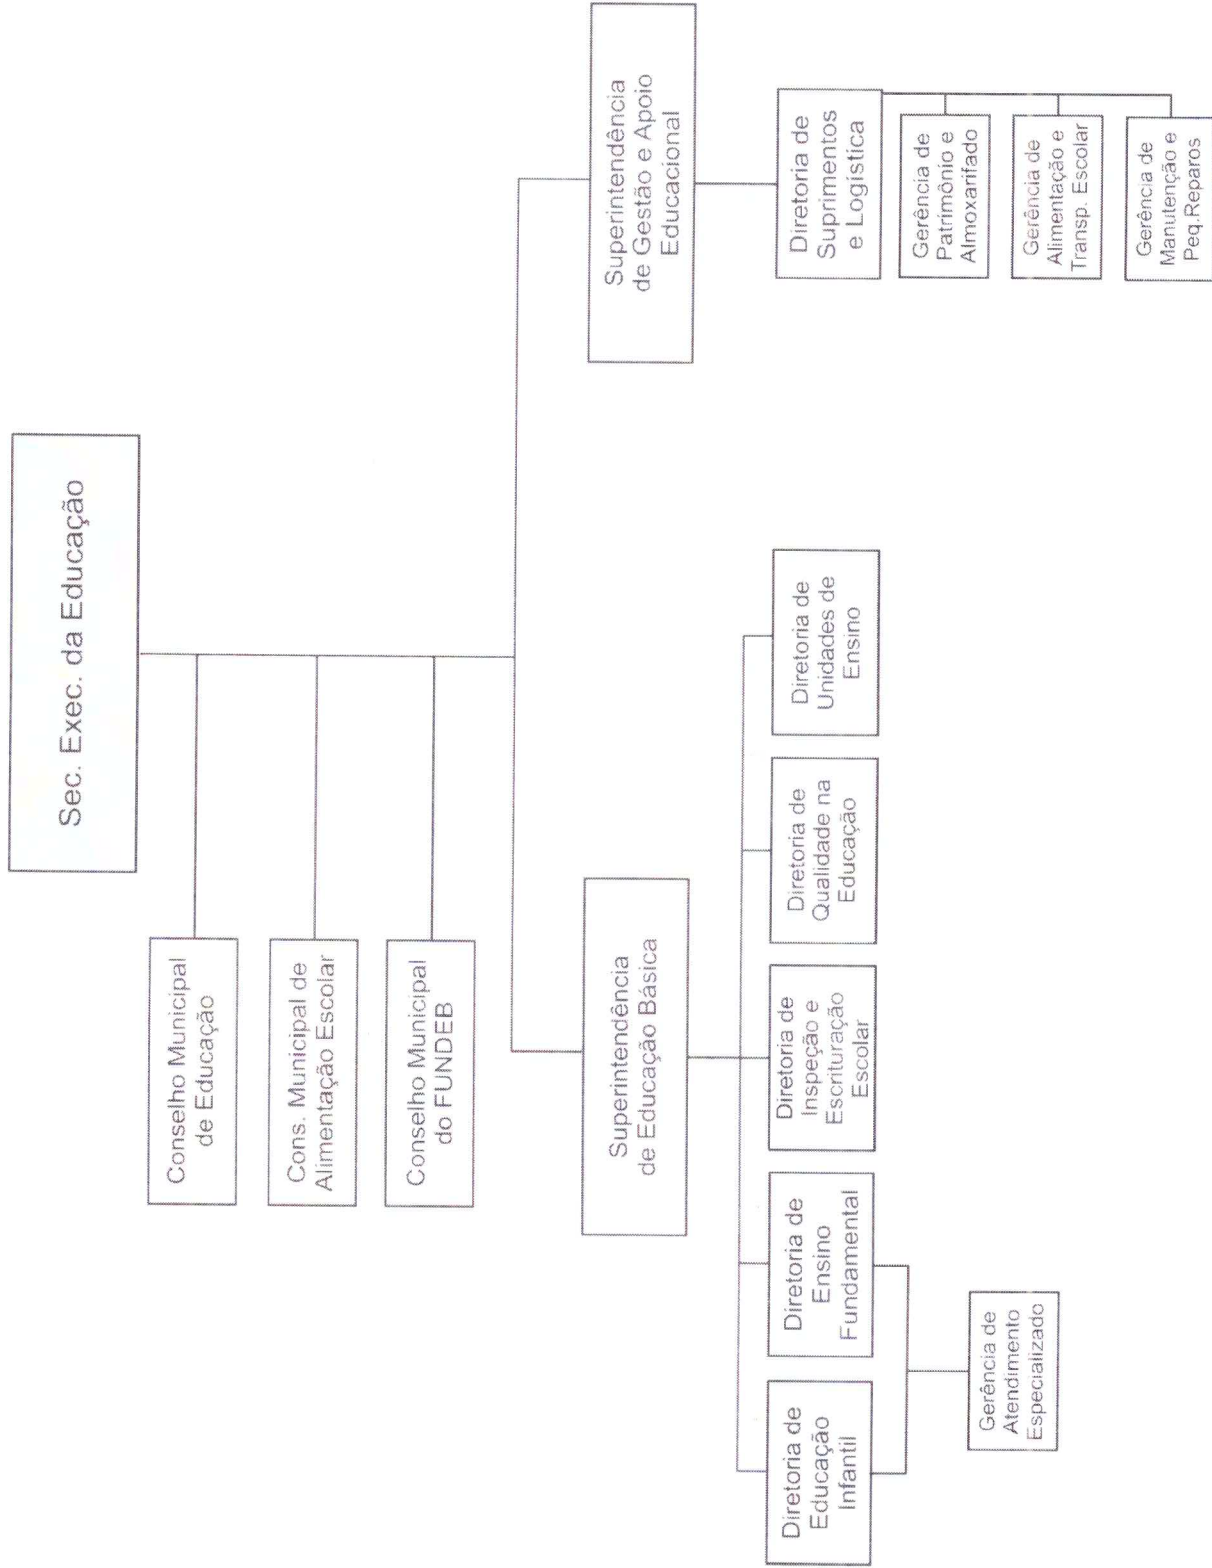 Sec. Exec. da Educação
Conselho Municipal
de Educação
Cons. Municipal de
Alimentação Escolar
Conselho Municipal
do FUNDEB
Superintendência
de Educação Básica
Superintendência
de Gestão e Apoio
Educacional
Diretoria de
Educação
Infantil
Diretoria de
Ensino
Fundamental
Diretoria de
Inspeção e
Escrituração
Escolar
Diretoria de
Qualidade na
Educação
Diretoria de
Unidades de
Ensino
Diretoria de
Suprimentos
e Logística
Gerência de
Atendimento
Especializado
Gerência de
Patrimônio e
Almoxarifado
Gerência de
Alimentação e
Transp. Escolar
Gerência de
Manutenção e
Peq.Reparos